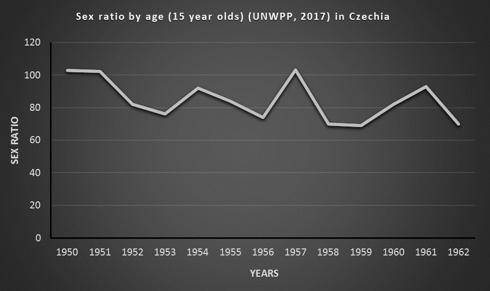 Sex ratio by age (15 year olds) (UNWPP, 2017) in Czechia
120
100
80
60
40
20
0
SEX RATIO
1950 1951 1952 1953 1954 1955 1956 1957 1958 1959 1960 1961 1962
YEARS